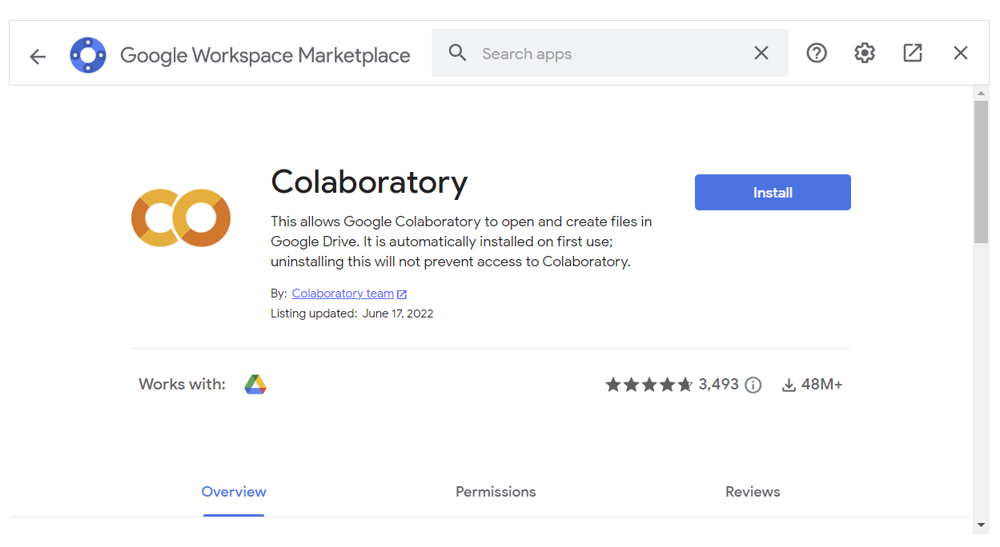 Google Workspace Marketplace
Search apps
Colaboratory
Install
This allows Google Colaboratory to open and create files in
Google Drive. It is automatically installed on first use;
uninstalling this will not prevent access to Colaboratory.
By: Colaboratory team
Listing updated: June 17, 2022
Works with:
3,493
48M+
Overview
Permissions
Reviews